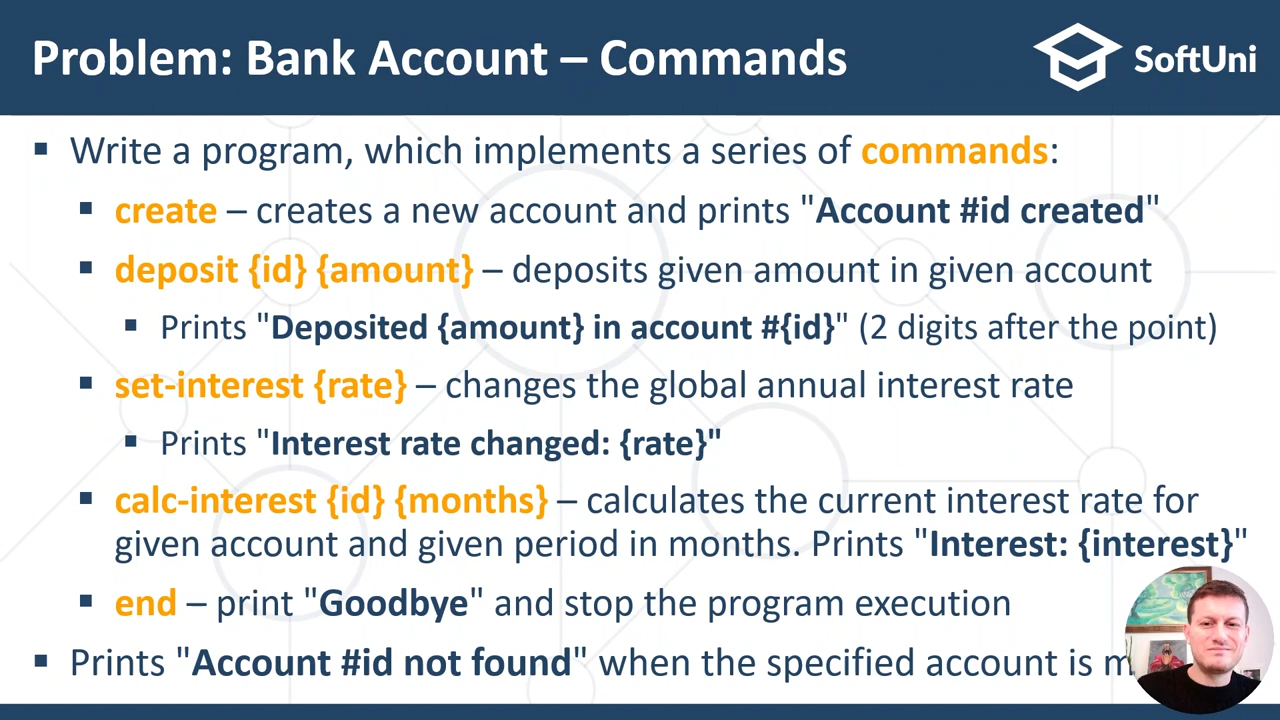 Problem: Bank Account – Commands
SoftUni
▪ Write a program, which implements a series of commands:
▪ create – creates a new account and prints "Account #id created"
▪ deposit {id} {amount} – deposits given amount in given account
▪ Prints "Deposited {amount} in account #{id}" (2 digits after the point)
▪ set-interest {rate} – changes the global annual interest rate
▪ Prints "Interest rate changed: {rate}"
▪ calc-interest {id} {months} – calculates the current interest rate for
given account and given period in months. Prints "Interest: {interest}"
▪ end – print "Goodbye" and stop the program execution
▪ Prints "Account #id not found" when the specified account is